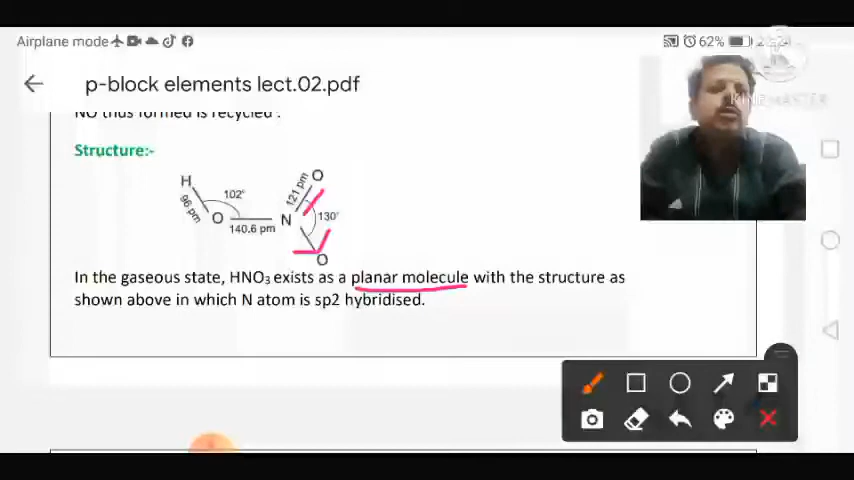 Airplane mode 62%
KINEMASTER
p-block elements lect.02.pdf
NO thus formed is recycled .
Structure:-
H O
102° 121 pm
96 pm O N 130°
140.6 pm
O
In the gaseous state, HNO₃ exists as a planar molecule with the structure as
shown above in which N atom is sp2 hybridised.